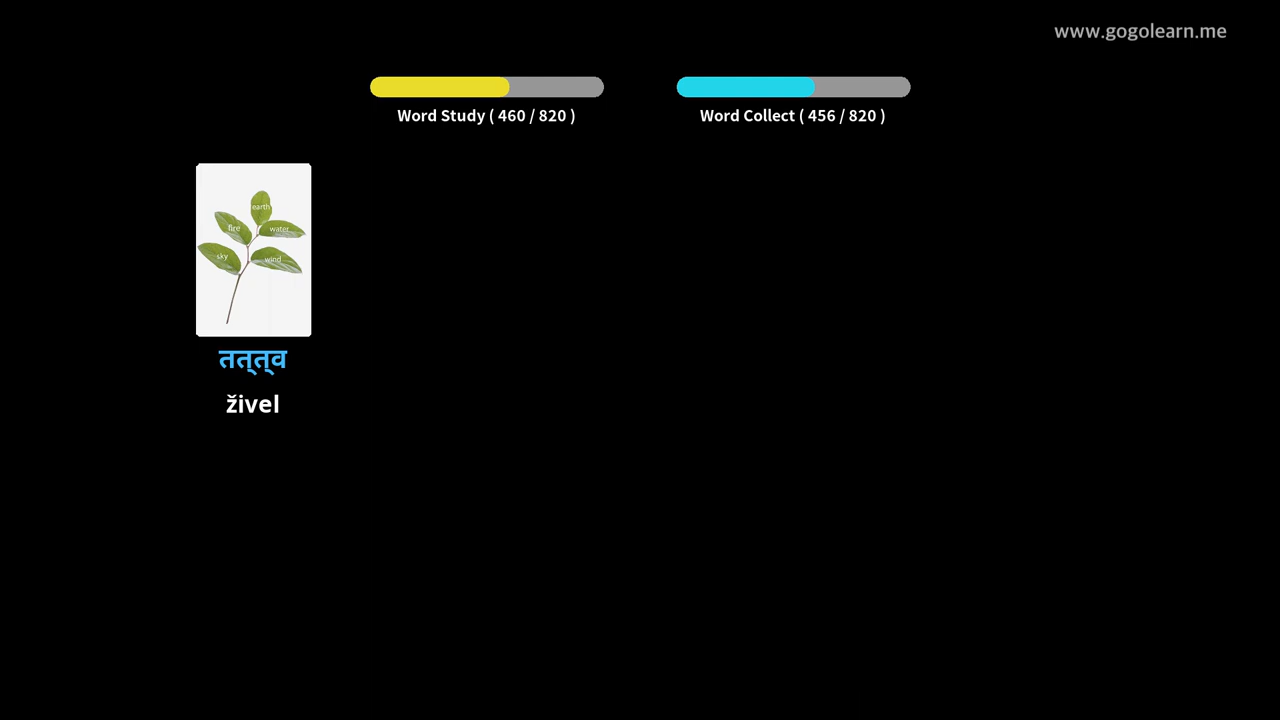 www.gogolearn.me
Word Study ( 460 / 820 )
Word Collect ( 456 / 820 )
earth
fire
water
sky
wind
तत्त्व
živel